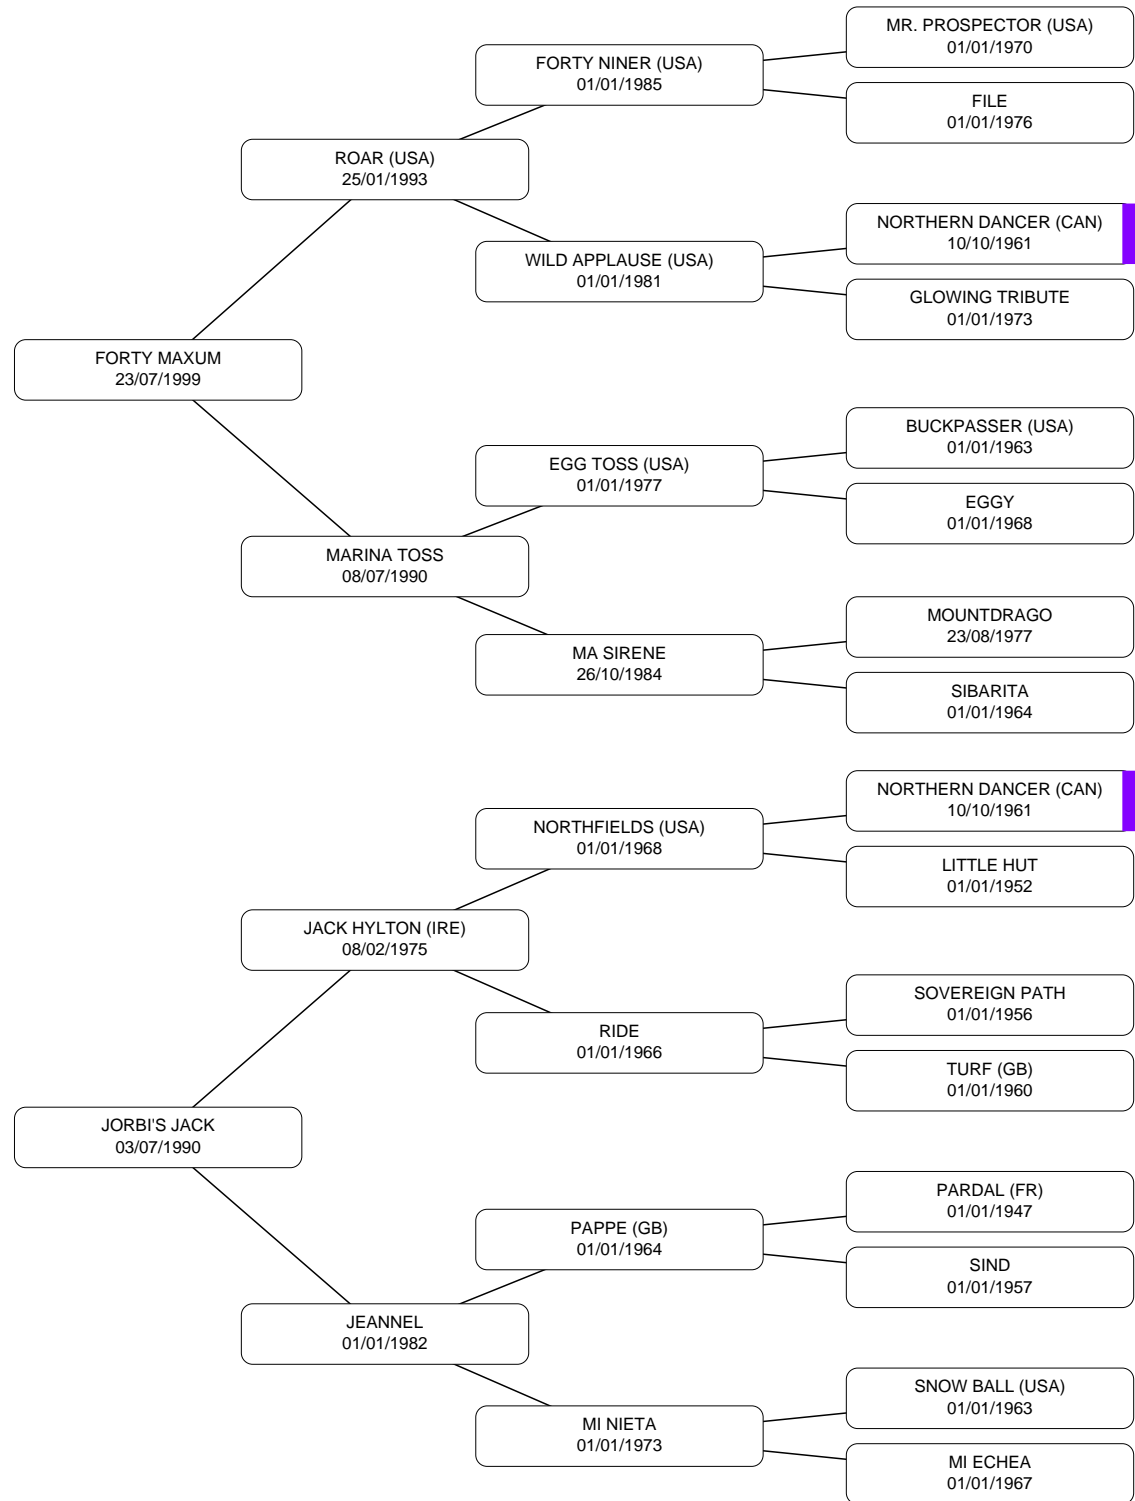 MR. PROSPECTOR (USA)
01/01/1970
FORTY NINER (USA)
01/01/1985
FILE
01/01/1976
ROAR (USA)
25/01/1993
NORTHERN DANCER (CAN)
10/10/1961
WILD APPLAUSE (USA)
01/01/1981
GLOWING TRIBUTE
01/01/1973
FORTY MAXUM
23/07/1999
BUCKPASSER (USA)
01/01/1963
EGG TOSS (USA)
01/01/1977
EGGY
01/01/1968
MARINA TOSS
08/07/1990
MOUNTDRAGO
23/08/1977
MA SIRENE
26/10/1984
SIBARITA
01/01/1964
NORTHERN DANCER (CAN)
10/10/1961
NORTHFIELDS (USA)
01/01/1968
LITTLE HUT
01/01/1952
JACK HYLTON (IRE)
08/02/1975
SOVEREIGN PATH
01/01/1956
RIDE
01/01/1966
TURF (GB)
01/01/1960
JORBI'S JACK
03/07/1990
PARDAL (FR)
01/01/1947
PAPPE (GB)
01/01/1964
SIND
01/01/1957
JEANNEL
01/01/1982
SNOW BALL (USA)
01/01/1963
MI NIETA
01/01/1973
MI ECHEA
01/01/1967